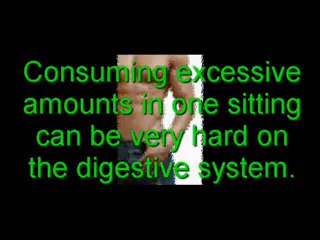 Consuming excessive
amounts in one sitting
can be very hard on
the digestive system.